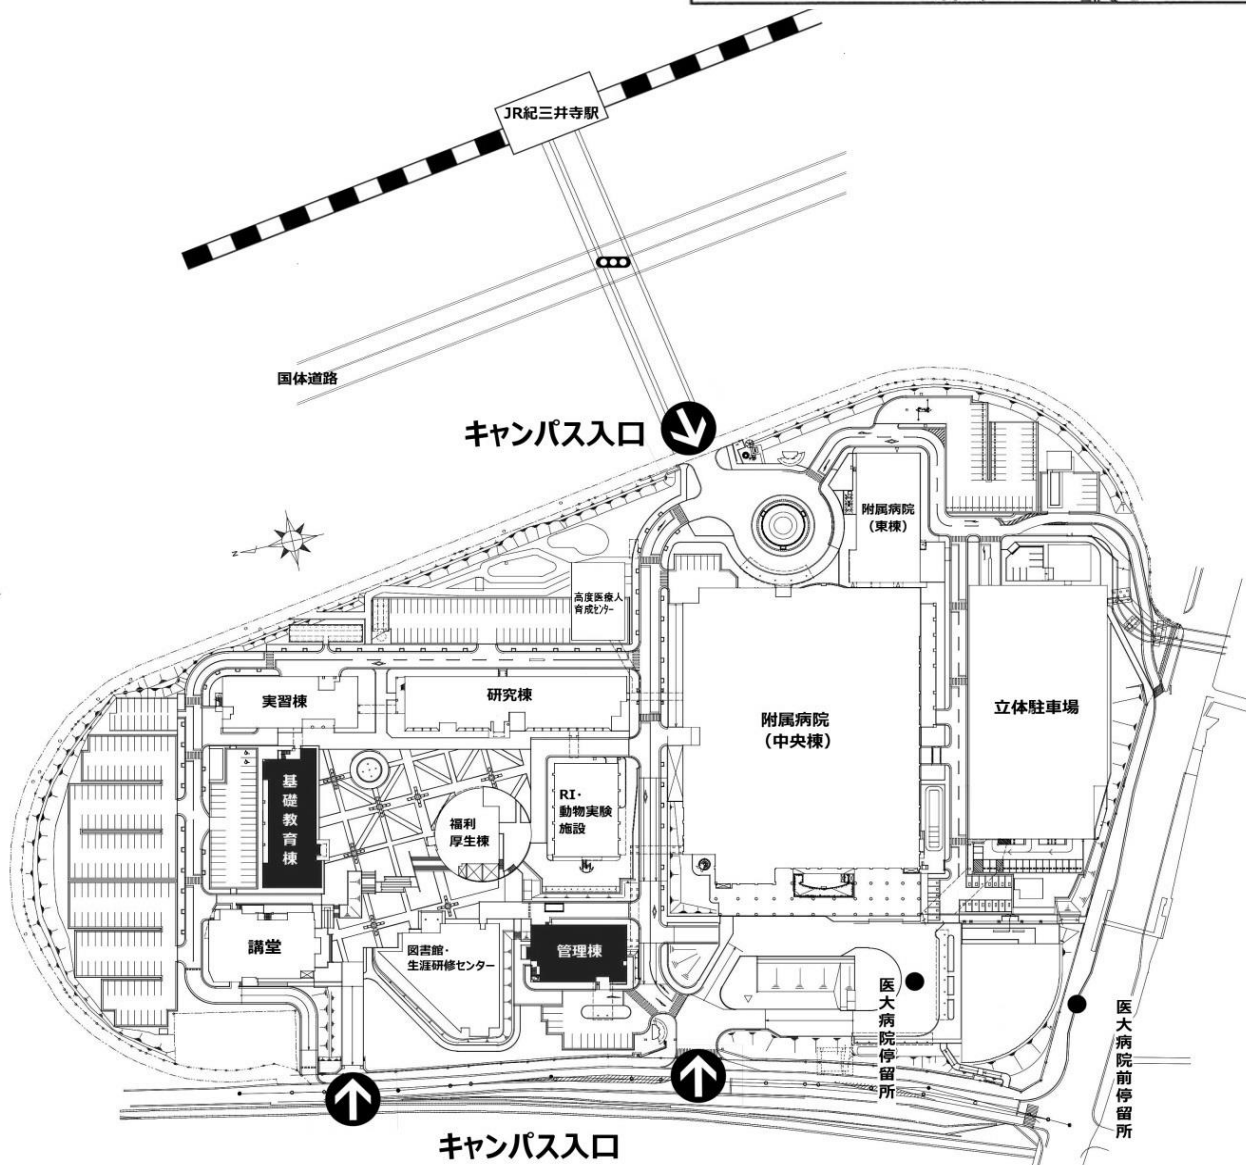 JR紀三井寺駅
国体道路
キャンパス入口
附属病院
（東棟）
高度医療人
育成センター
実習棟
研究棟
附属病院
（中央棟）
立体駐車場
基礎教育棟
福利
厚生棟
RI・
動物実験
施設
講堂
図書館・
生涯研修センター
管理棟
医大病院停留所
医大病院前停留所
キャンパス入口